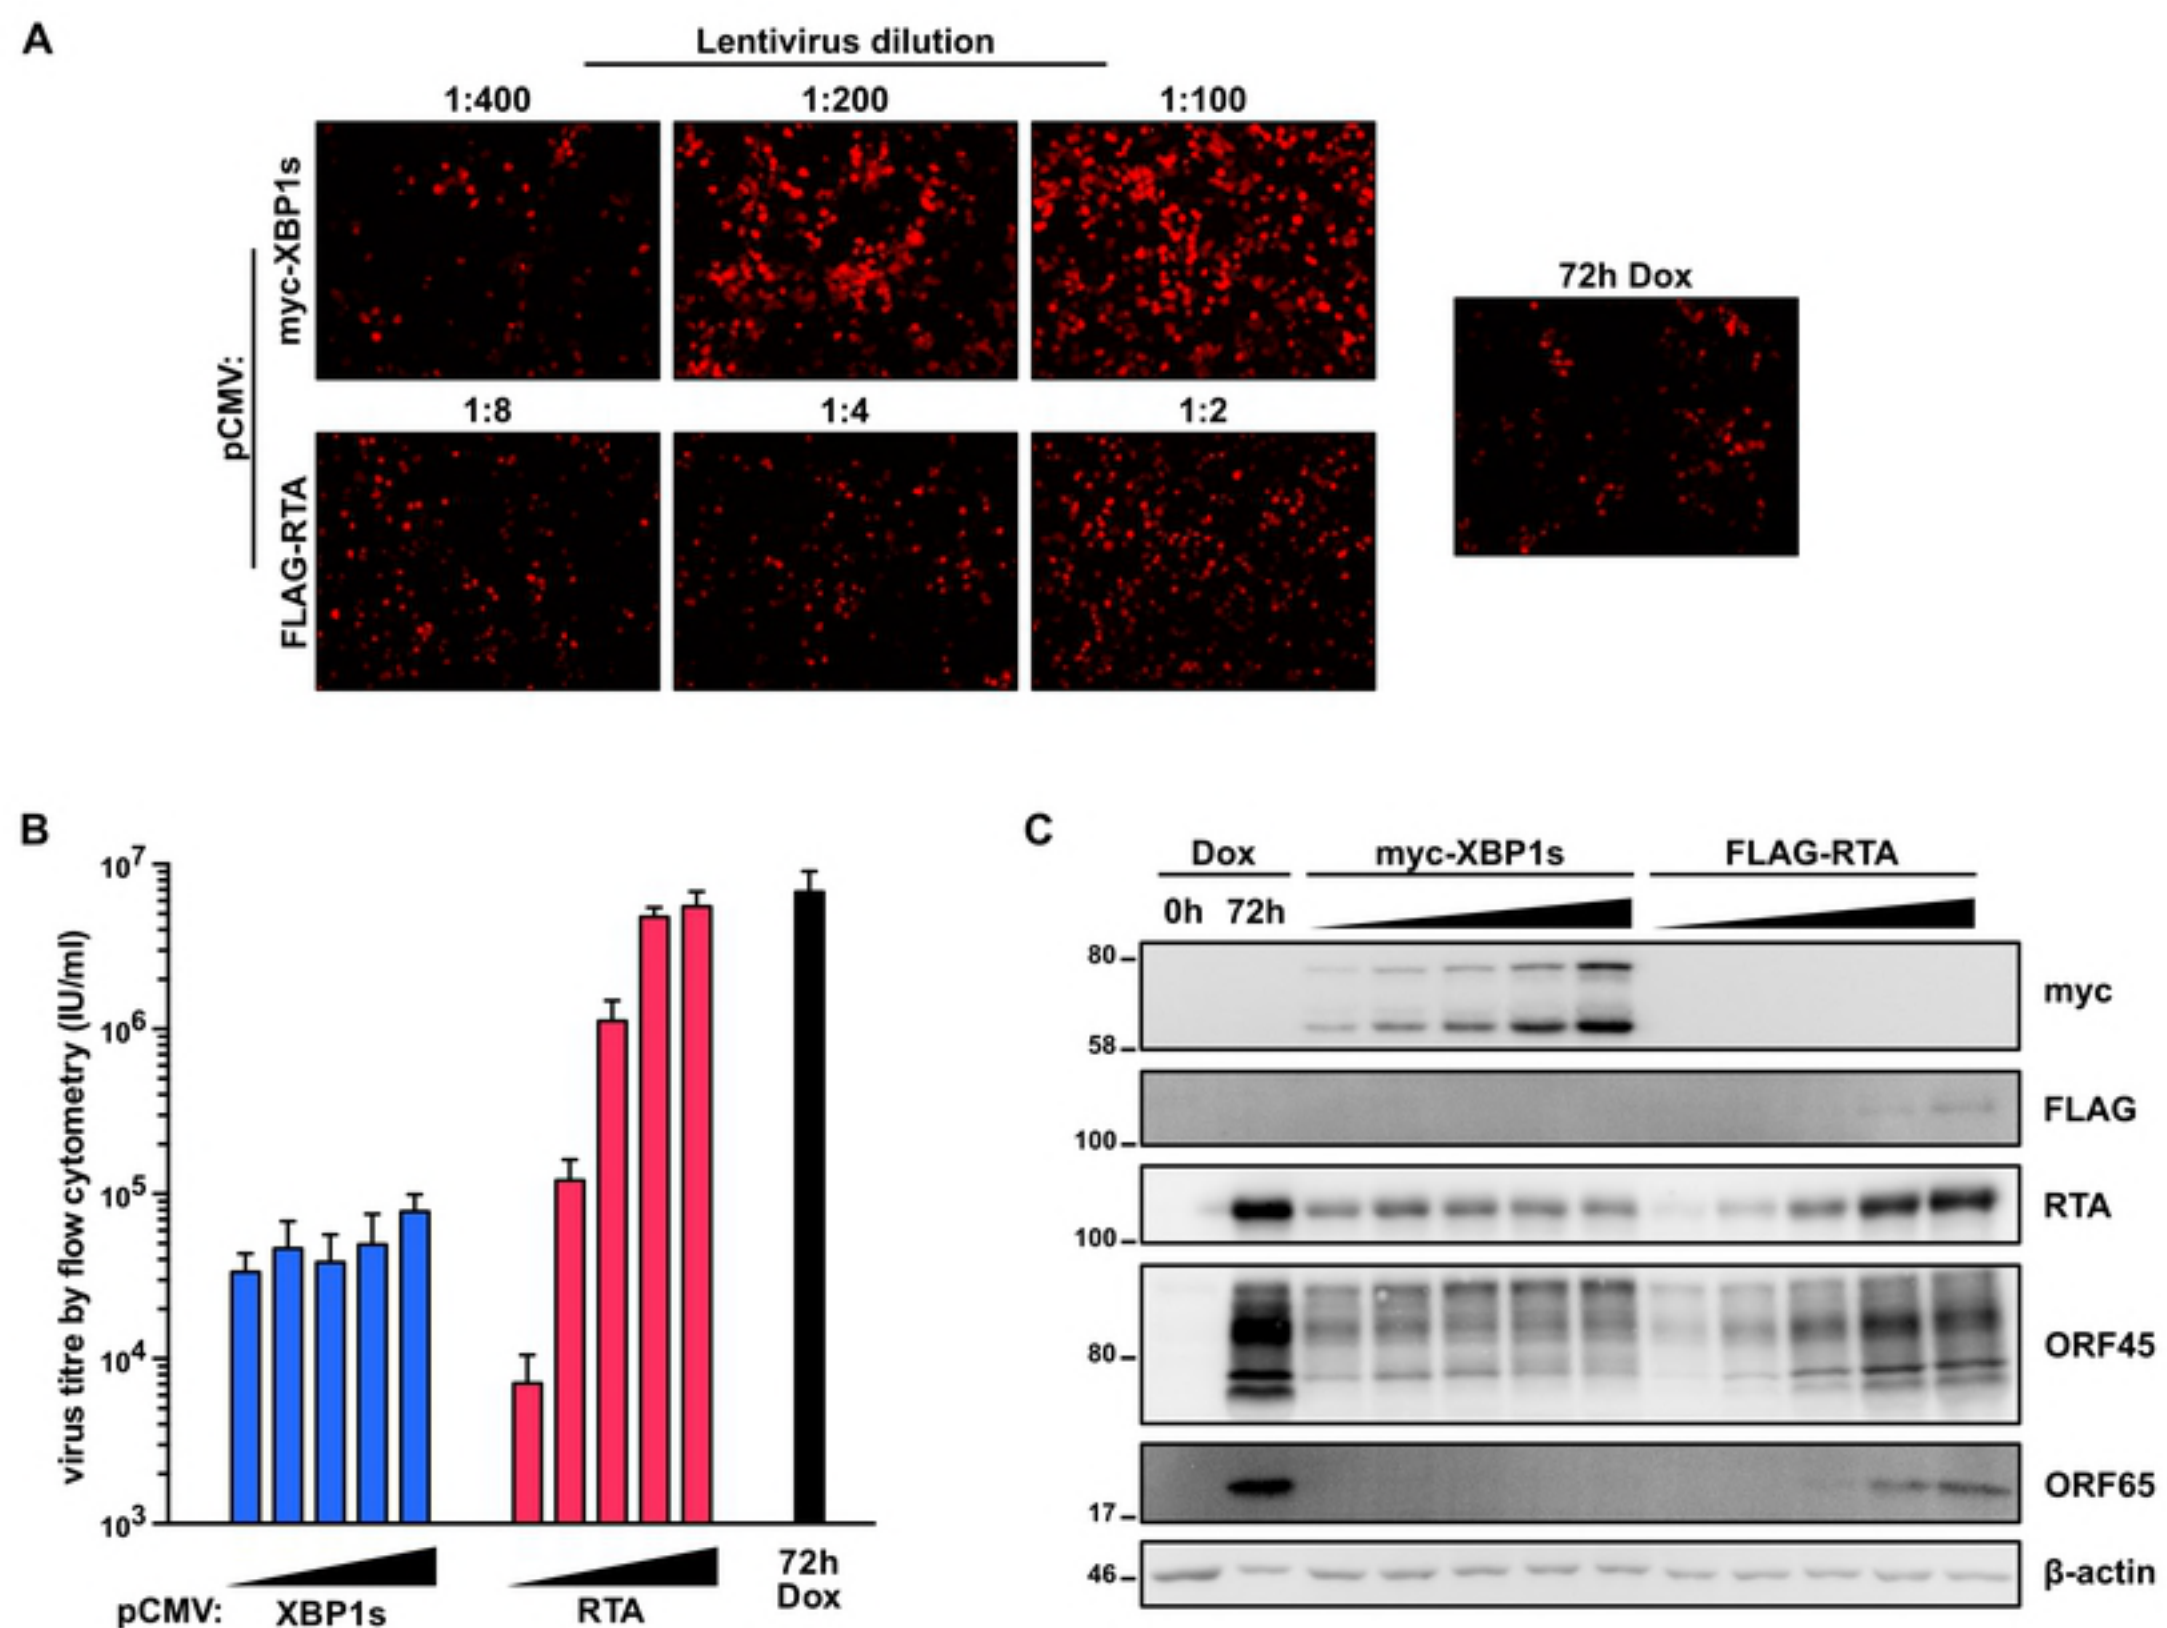 A
Lentivirus dilution
1:400 1:200 1:100
pCMV:
myc-XBP1s
72h Dox
1:8 1:4 1:2
FLAG-RTA
B
virus titre by flow cytometry (IU/ml)
10⁷
10⁶
10⁵
10⁴
10³
pCMV: XBP1s RTA 72h Dox
C
Dox myc-XBP1s FLAG-RTA
0h 72h
80
58
myc
100
FLAG
100
RTA
80
ORF45
17
ORF65
46
β-actin